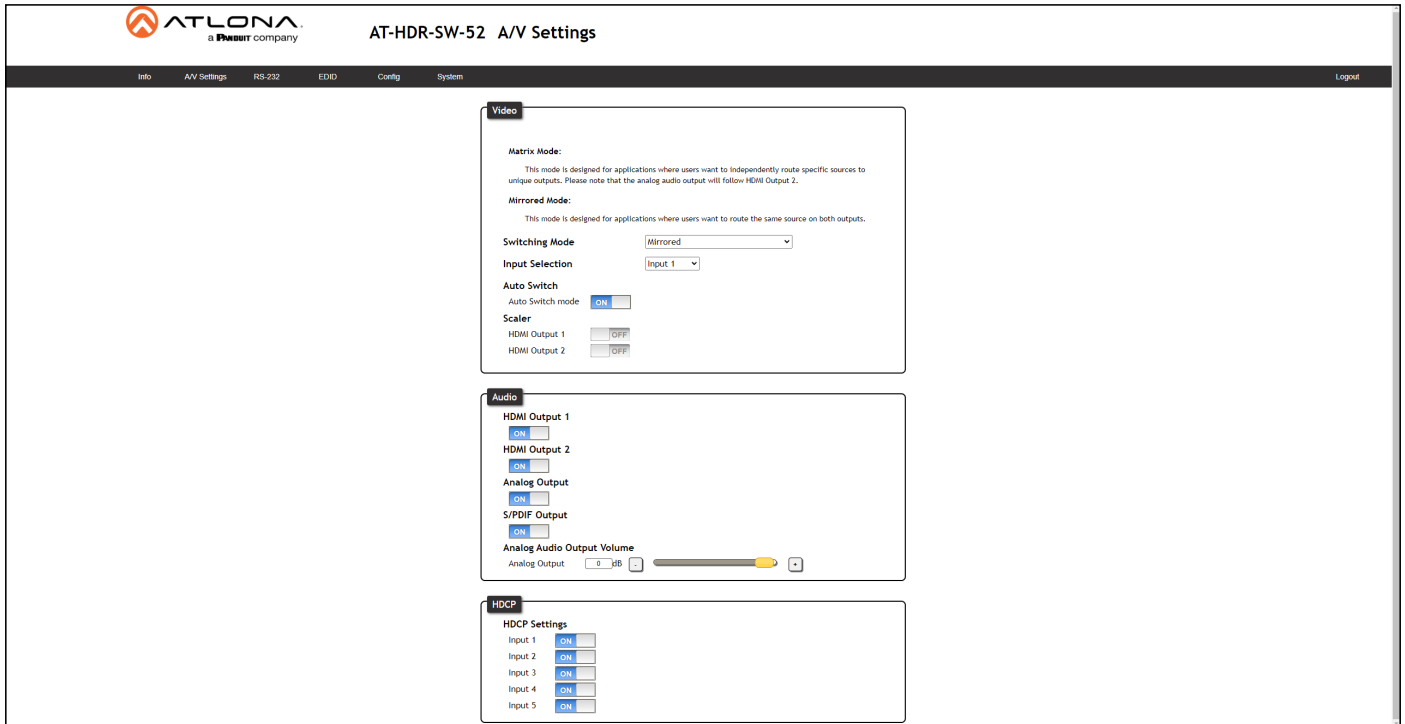 ATLONA.
a PANDUIT company
AT-HDR-SW-52 A/V Settings
Info A/V Settings RS-232 EDID Config System Logout
Video
Matrix Mode:
This mode is designed for applications where users want to independently route specific sources to
unique outputs. Please note that the analog audio output will follow HDMI Output 2.
Mirrored Mode:
This mode is designed for applications where users want to route the same source on both outputs.
Switching Mode Mirrored
Input Selection Input 1
Auto Switch
Auto Switch mode ON
Scaler
HDMI Output 1 OFF
HDMI Output 2 OFF
Audio
HDMI Output 1
ON
HDMI Output 2
ON
Analog Output
ON
S/PDIF Output
ON
Analog Audio Output Volume
Analog Output 0 dB - +
HDCP
HDCP Settings
Input 1 ON
Input 2 ON
Input 3 ON
Input 4 ON
Input 5 ON